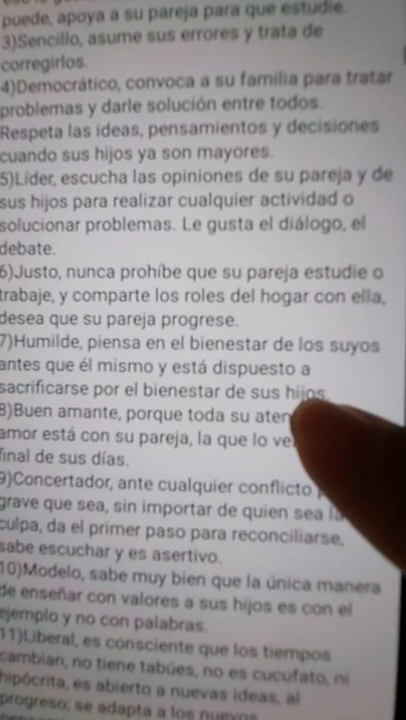 puede, apoya a su pareja para que estudie.
3)Sencillo, asume sus errores y trata de
corregirlos.
4)Democrático, convoca a su familia para tratar
problemas y darle solución entre todos.
Respeta las ideas, pensamientos y decisiones
cuando sus hijos ya son mayores.
5)Líder, escucha las opiniones de su pareja y de
sus hijos para realizar cualquier actividad o
solucionar problemas. Le gusta el diálogo, el
debate.
6)Justo, nunca prohíbe que su pareja estudie o
trabaje, y comparte los roles del hogar con ella,
desea que su pareja progrese.
7)Humilde, piensa en el bienestar de los suyos
antes que él mismo y está dispuesto a
sacrificarse por el bienestar de sus hijos.
8)Buen amante, porque toda su
amor está con su pareja, la que lo
final de sus días.
9)Concertador, ante cualquier conflicto
grave que sea, sin importar de quien sea la
culpa, da el primer paso para reconciliarse,
sabe escuchar y es asertivo.
10)Modelo, sabe muy bien que la única manera
de enseñar con valores a sus hijos es con el
ejemplo y no con palabras.
11)Liberal, es consciente que los tiempos
cambian, no tiene tabúes, no es cucufato, ni
hipócrita, es abierto a nuevas ideas, al
progreso; se adapta a los nuevos